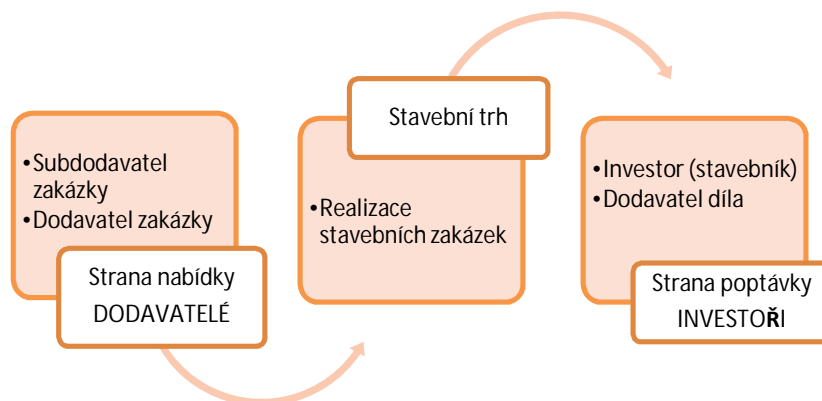 •Subdodavatel
zakázky
•Dodavatel zakázky
Strana nabídky
DODAVATELÉ
Stavební trh
•Realizace
stavebních zakázek
•Investor (stavebník)
•Dodavatel díla
Strana poptávky
INVESTOŘI